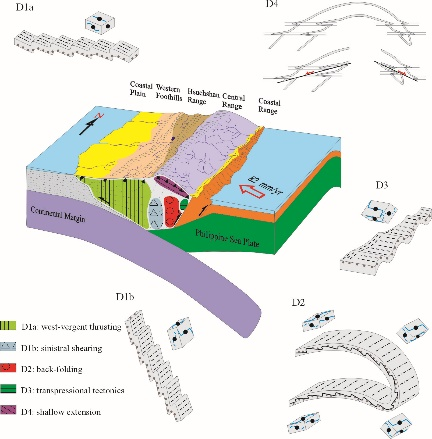 D1a
D4
Coastal Plain
Western Foothills
Hsuehshan Range
Central Range
Coastal Range
82 mm/yr
D3
Continetal Margin
Philippine Sea Plate
D1b
D2
D1a: west-vergent thrusting
D1b: sinistral shearing
D2: back-folding
D3: transpressional tectonics
D4: shallow extension